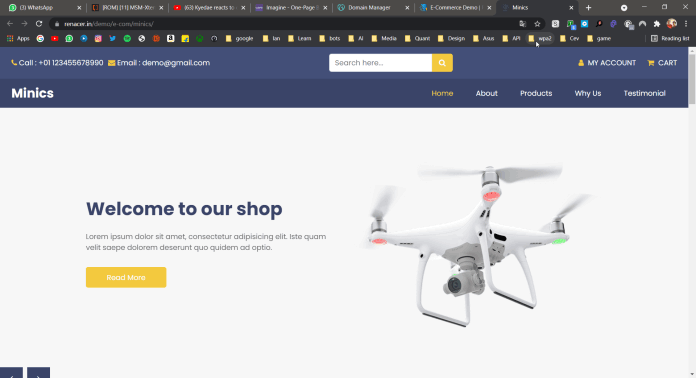 (3) WhatsApp
[ROM] [11] MSM-Xte
(63) Kyedae reacts to
Imagine - One-Page
Domain Manager
E-Commerce Demo |
Minics
renacer.in/demo/e-com/minics/
Apps
google
lan
Learn
bots
AI
Media
Quant
Design
Asus
API
wpa2
Cev
game
Reading list
Call : +01 123455678990
Email : demo@gmail.com
Search here...
MY ACCOUNT
CART
Minics
Home
About
Products
Why Us
Testimonial
Welcome to our shop
Lorem ipsum dolor sit amet, consectetur adipisicing elit. Iste quam
velit saepe dolorem deserunt quo quidem ad optio.
Read More